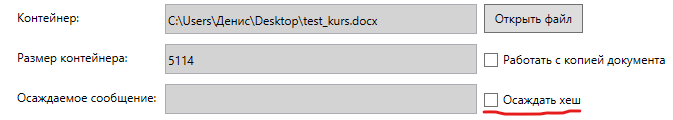 Контейнер: C:\Users\Денис\Desktop\test_kurs.docx Открыть файл
Размер контейнера: 5114 Работать с копией документа
Осаждаемое сообщение: Осаждать хеш